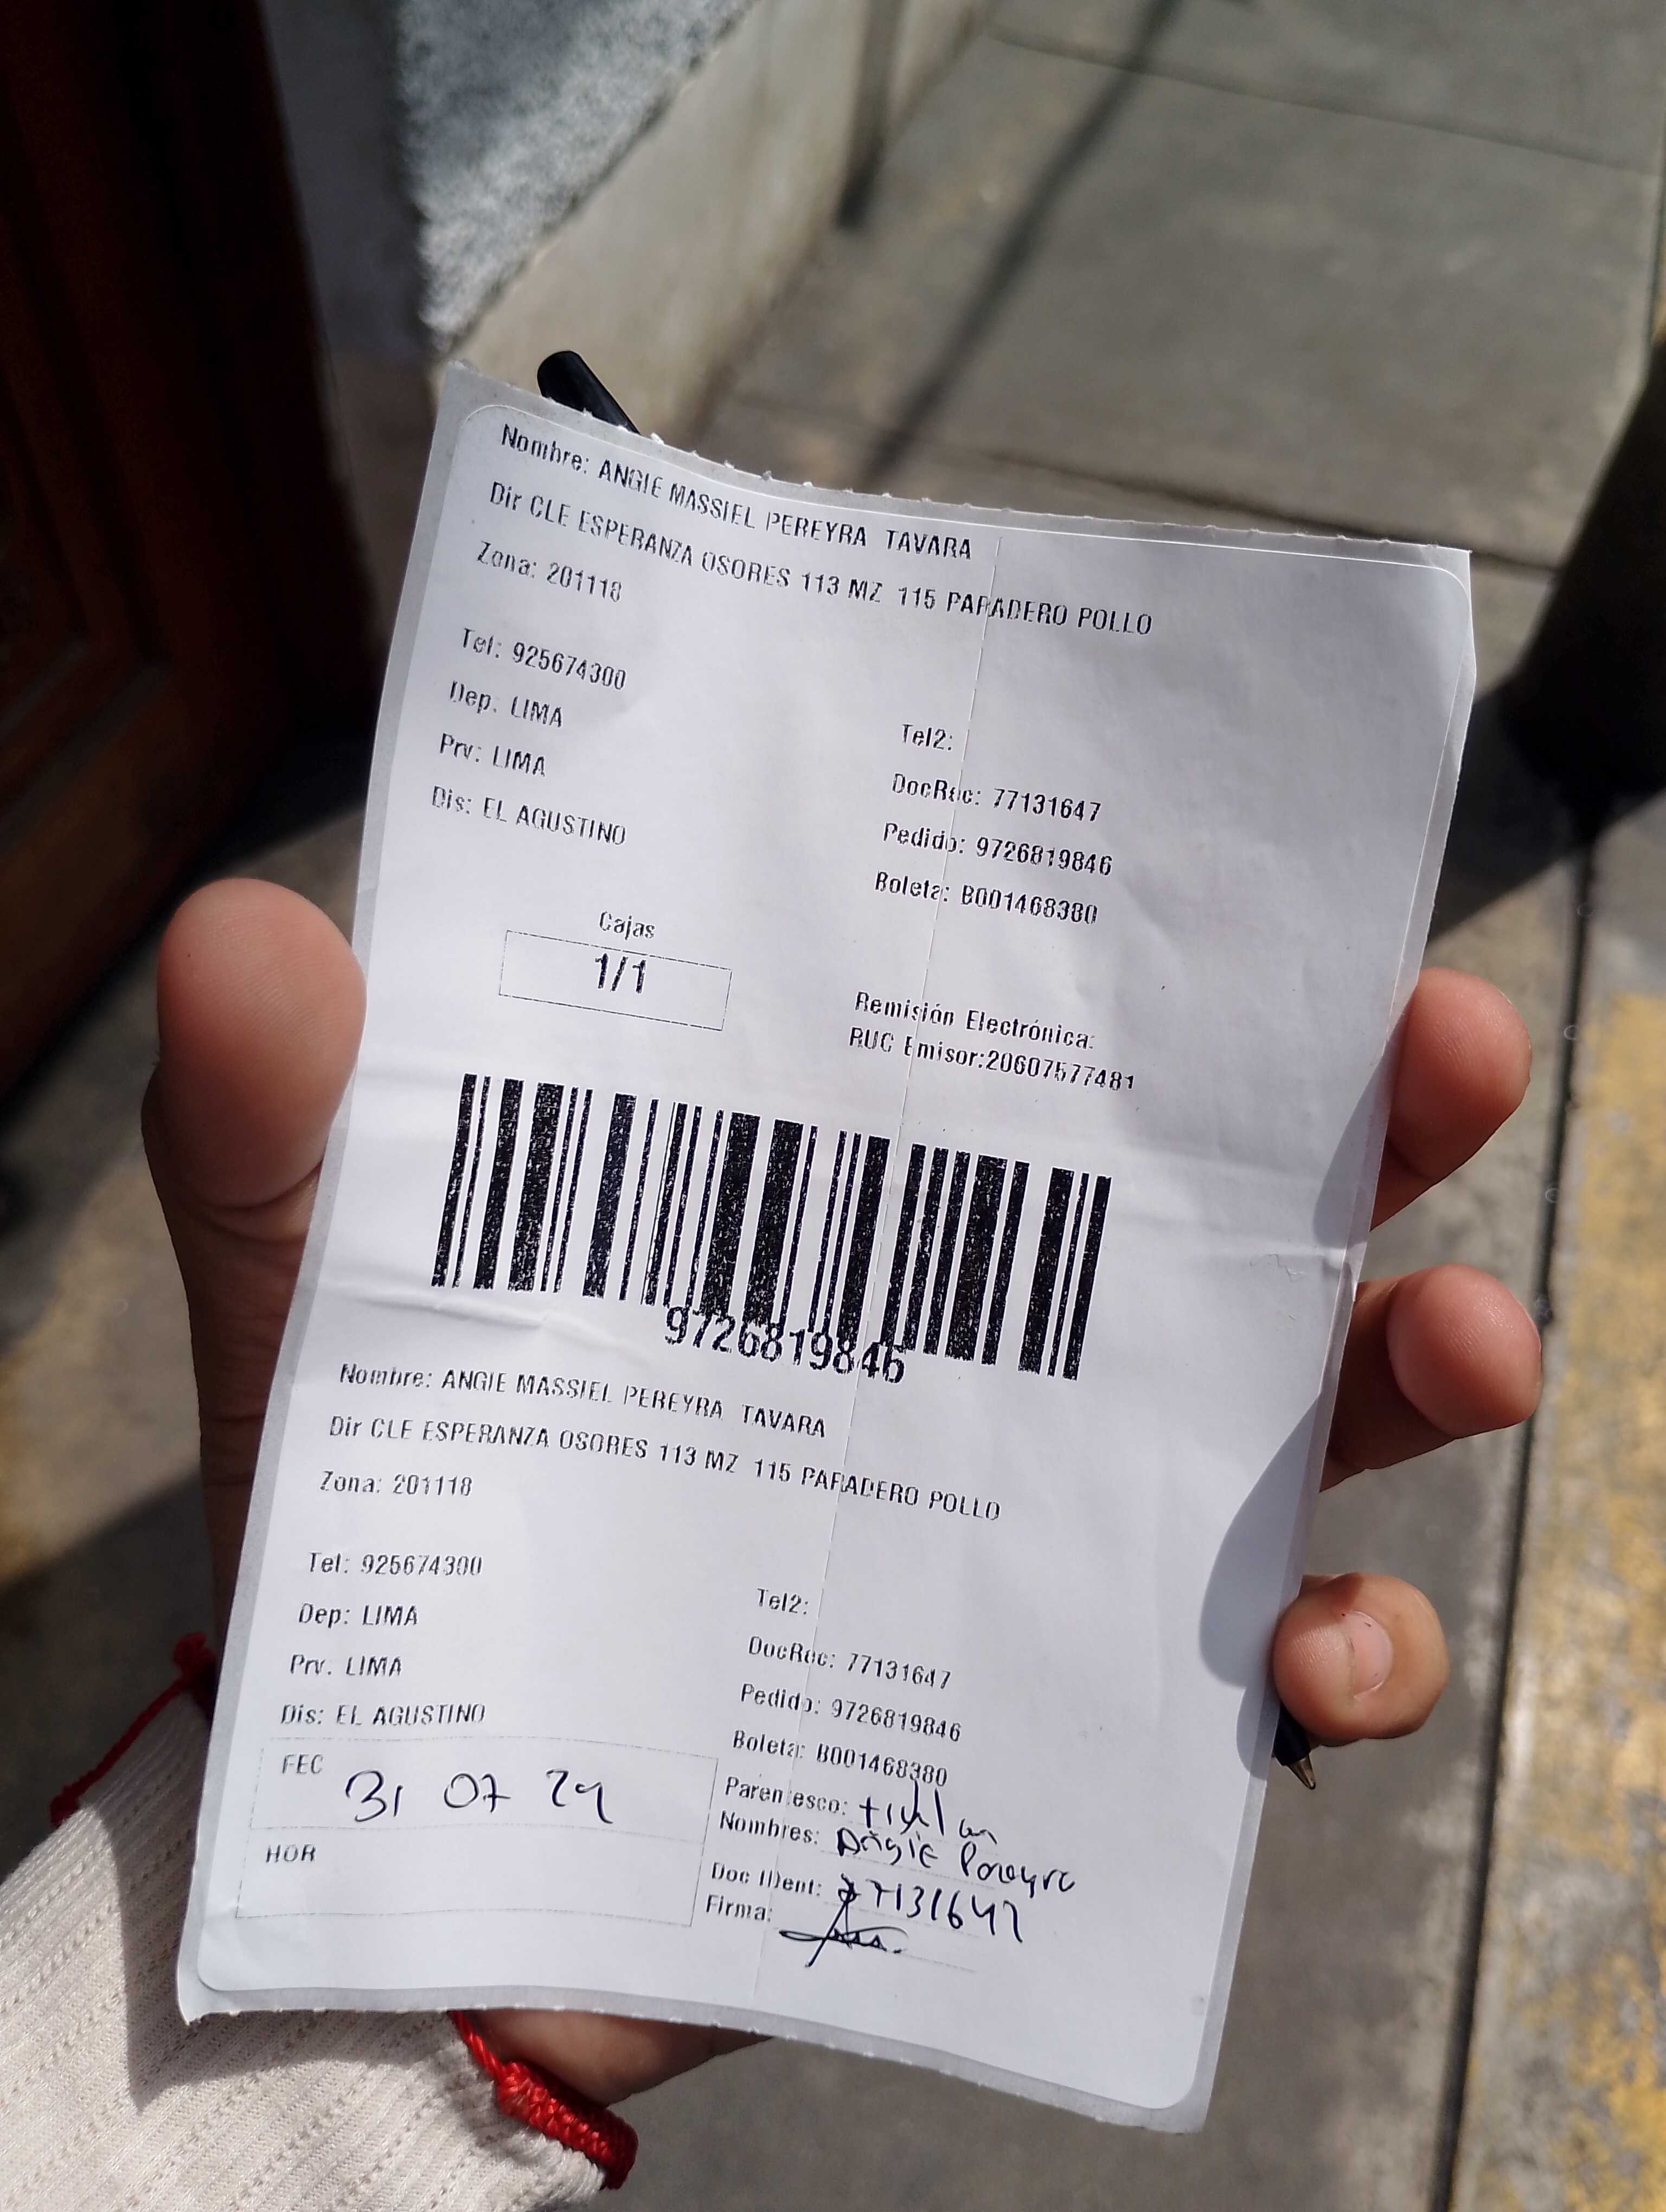 Nombre: ANGIE MASSIEL PEREYRA TAVARA
Dir CLE ESPERANZA OSORES 113 MZ 115 PARADERO POLLO
Zona: 201118
Tel: 925674300
Tel2:
Dep: LIMA
DocRec: 77131647
Prv: LIMA
Pedido: 9726819846
Dis: EL AGUSTINO
Boleta: B001468380
Cajas
1/1
Remisión Electrónica:
RUC Emisor:20607577481
9726819846
Nombre: ANGIE MASSIEL PEREYRA TAVARA
Dir CLE ESPERANZA OSORES 113 MZ 115 PARADERO POLLO
Zona: 201118
Tel: 925674300
Tel2:
Dep: LIMA
DocRec: 77131647
Prv. LIMA
Pedido: 9726819846
Dis: EL AGUSTINO
Boleta: B001468380
FEC 31 07 24
HOR
Parentesco:
Nombres: Angie Pereyra
Doc Ident: 77131647
Firma: